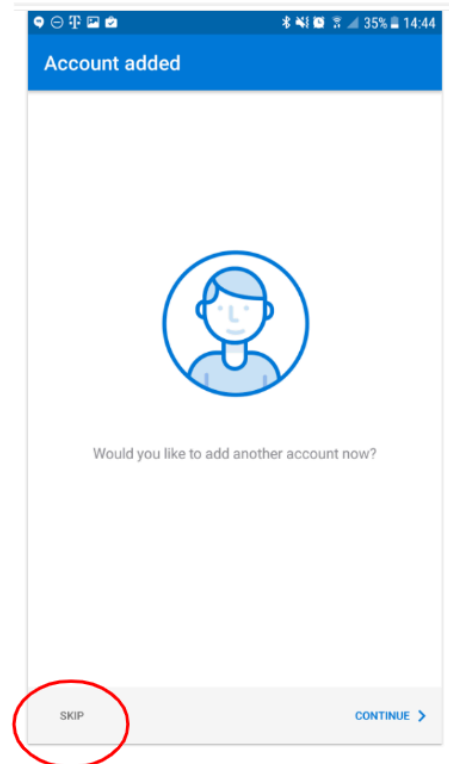 35% 14:44
Account added
Would you like to add another account now?
SKIP
CONTINUE